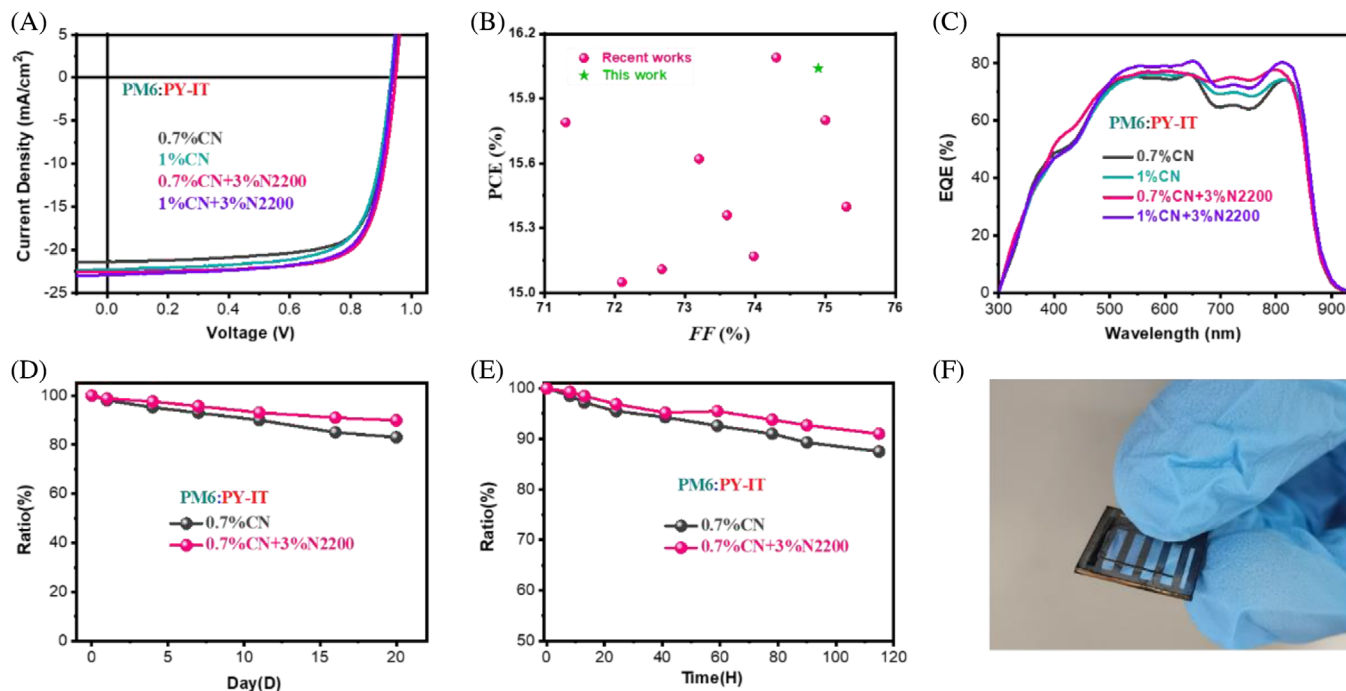 (A)
Current Density (mA/cm²)
5
0
-5
-10
-15
-20
-25
PM6:PY-IT
0.7%CN
1%CN
0.7%CN+3%N2200
1%CN+3%N2200
0.0 0.2 0.4 0.6 0.8 1.0
Voltage (V)
(B)
PCE (%)
16.2
15.9
15.6
15.3
15.0
Recent works
This work
71 72 73 74 75 76
FF (%)
(C)
EQE (%)
80
60
40
20
0
PM6:PY-IT
0.7%CN
1%CN
0.7%CN+3%N2200
1%CN+3%N2200
300 400 500 600 700 800 900
Wavelength (nm)
(D)
Ratio(%)
100
80
60
40
20
0
PM6:PY-IT
0.7%CN
0.7%CN+3%N2200
0 5 10 15 20
Day(D)
(E)
Ratio(%)
100
90
80
70
60
50
PM6:PY-IT
0.7%CN
0.7%CN+3%N2200
0 20 40 60 80 100 120
Time(H)
(F)